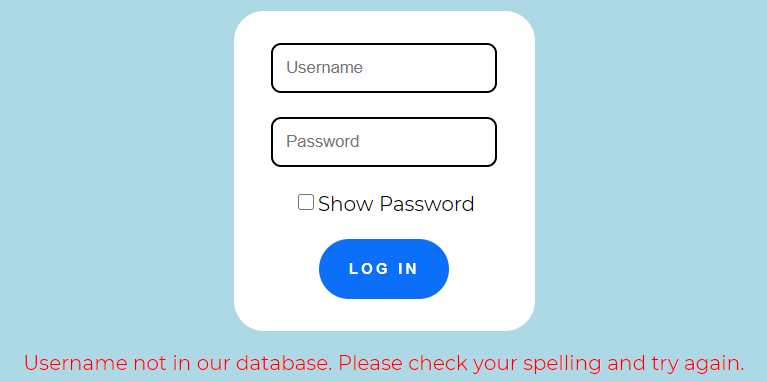 Username
Password
Show Password
LOG IN
Username not in our database. Please check your spelling and try again.